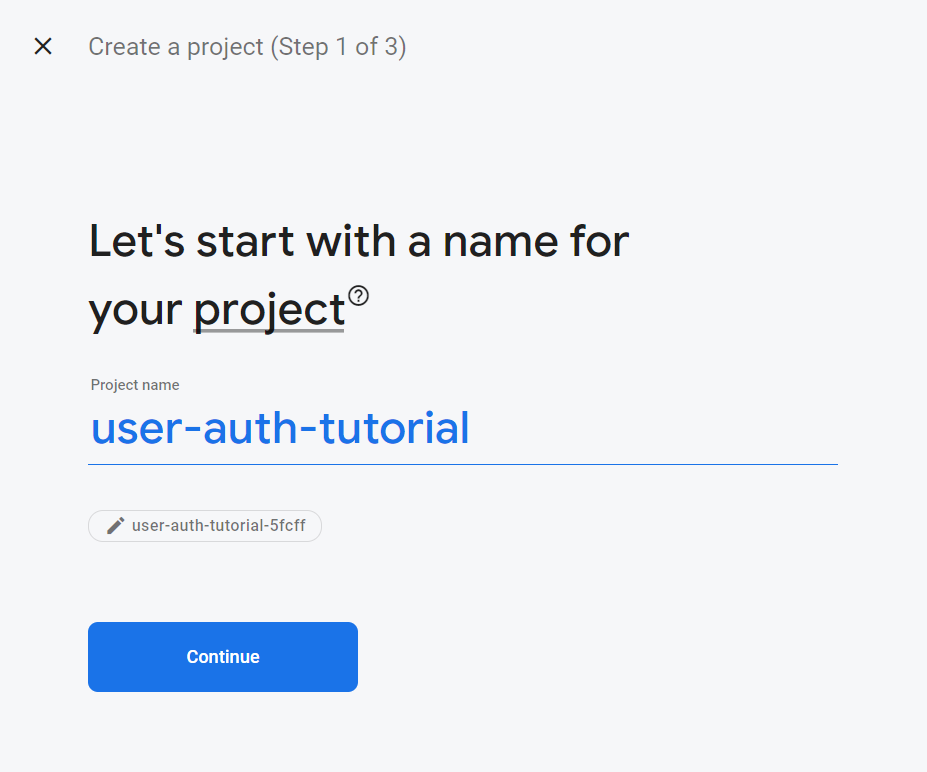 Create a project (Step 1 of 3)
Let's start with a name for
your project
Project name
user-auth-tutorial
user-auth-tutorial-5fcff
Continue